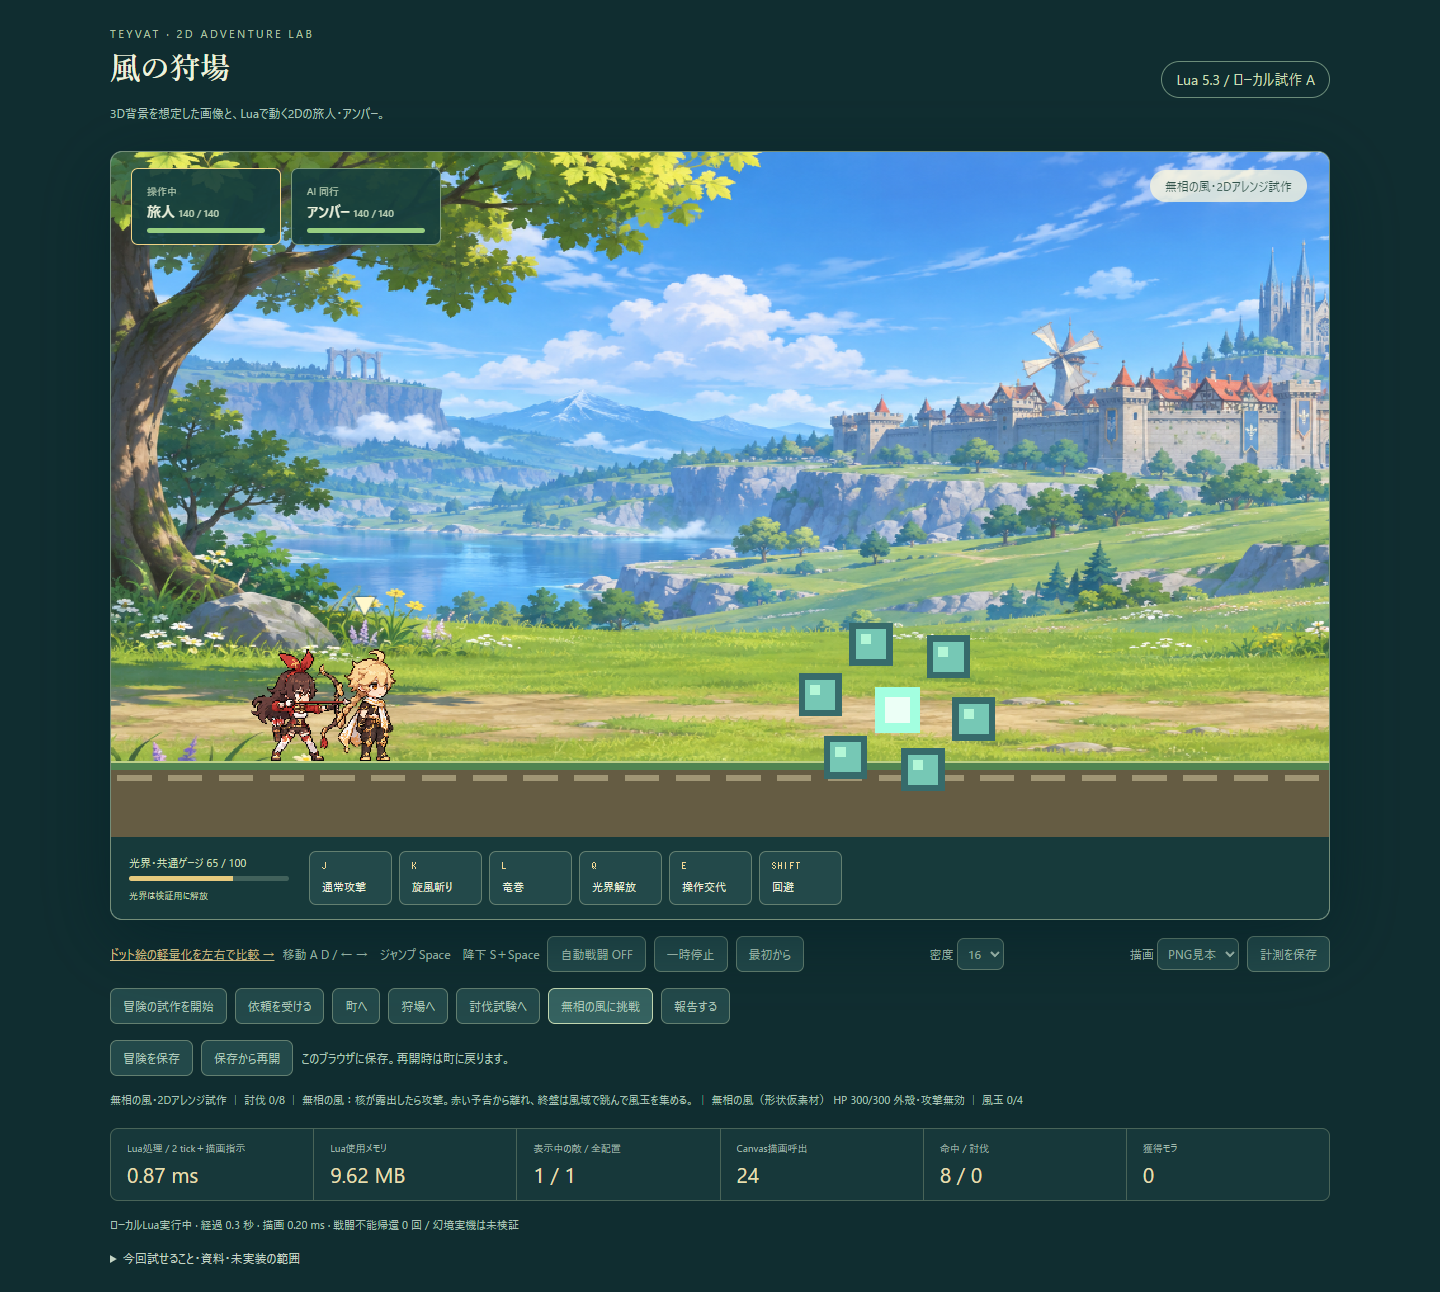 TEYVAT · 2D ADVENTURE LAB
風の狩場
Lua 5.3 / ローカル試作 A
3D背景を想定した画像と、Luaで動く2Dの旅人・アンバー。
操作中
旅人 140 / 140
AI 同行
アンバー 140 / 140
無相の風・2Dアレンジ試作
光界・共通ゲージ 65 / 100
光界は検証用に解放
J
通常攻撃
K
旋風斬り
L
竜巻
Q
光界解放
E
操作交代
SHIFT
回避
ドット絵の軽量化を左右で比較 →
移動 A D / ← →
ジャンプ Space
降下 S＋Space
自動戦闘 OFF
一時停止
最初から
密度 16
描画 PNG見本
計測を保存
冒険の試作を開始
依頼を受ける
町へ
狩場へ
討伐試験へ
無相の風に挑戦
報告する
冒険を保存
保存から再開
このブラウザに保存。再開時は町に戻ります。
無相の風・2Dアレンジ試作 ｜ 討伐 0/8 ｜ 無相の風：核が露出したら攻撃。赤い予告から離れ、終盤は風域で跳んで風玉を集める。 ｜ 無相の風（形状仮素材） HP 300/300 外殻・攻撃無効 ｜ 風玉 0/4
Lua処理 / 2 tick＋描画指示
0.87 ms
Lua使用メモリ
9.62 MB
表示中の敵 / 全配置
1 / 1
Canvas描画呼出
24
命中 / 討伐
8 / 0
獲得モラ
0
ローカルLua実行中 · 経過 0.3 秒 · 描画 0.20 ms · 戦闘不能帰還 0 回 / 幻境実機は未検証
▶ 今回試せること・資料・未実装の範囲